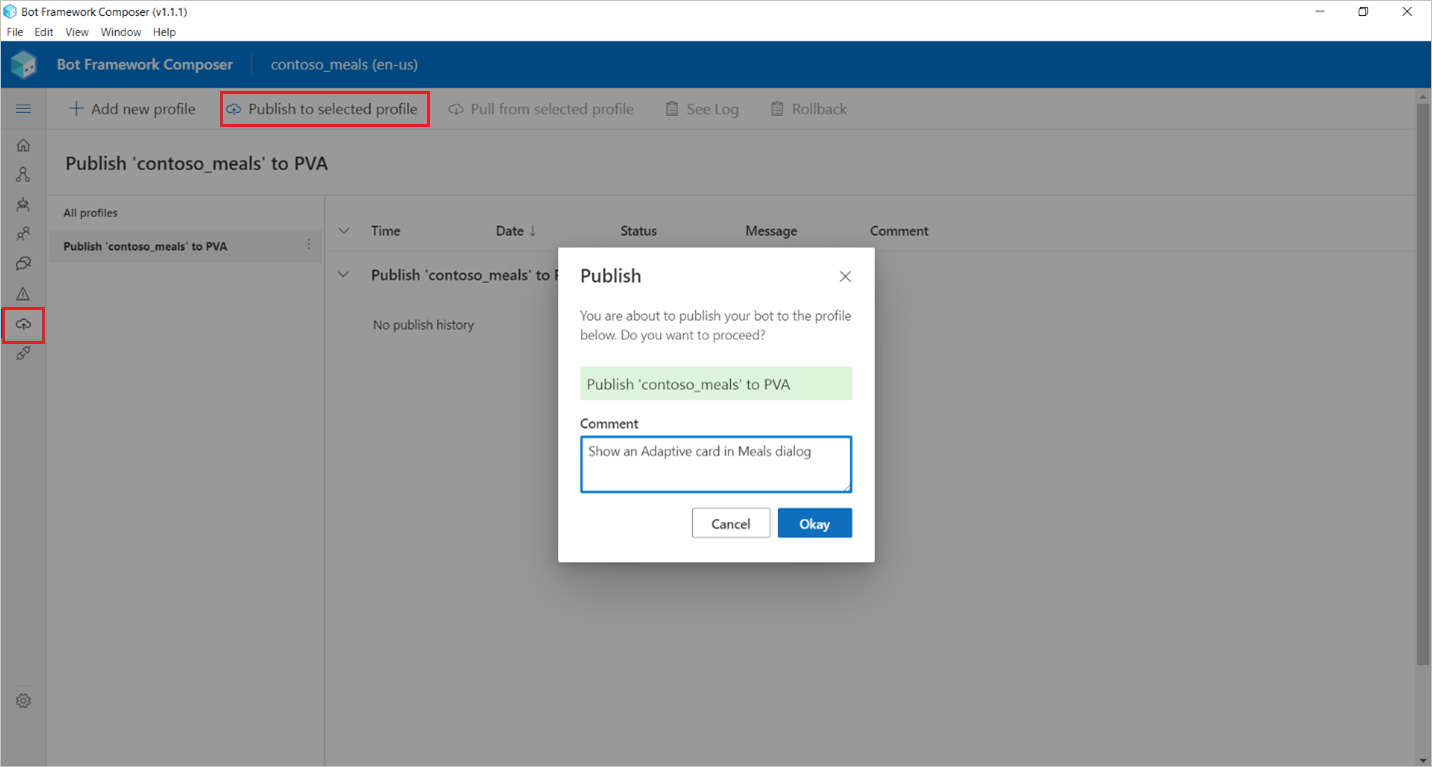 Bot Framework Composer (v1.1.1)
File Edit View Window Help
Bot Framework Composer contoso_meals (en-us)
Add new profile Publish to selected profile Pull from selected profile See Log Rollback
Publish 'contoso_meals' to PVA
All profiles
Publish 'contoso_meals' to PVA
Time Date ↓ Status Message Comment
Publish 'contoso_meals' to
No publish history
Publish
You are about to publish your bot to the profile
below. Do you want to proceed?
Publish 'contoso_meals' to PVA
Comment
Show an Adaptive card in Meals dialog
Cancel Okay